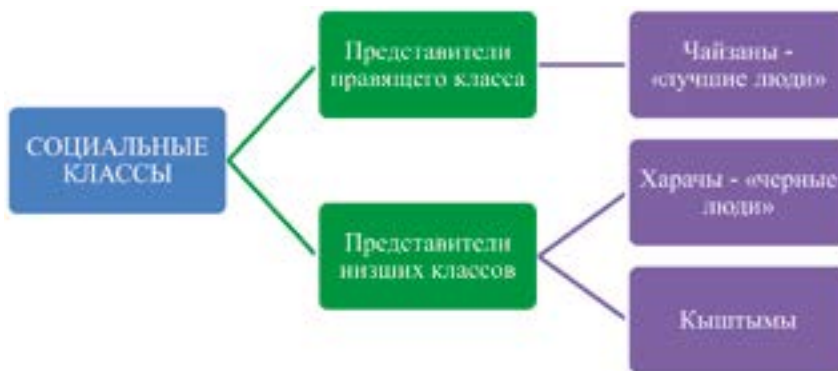 СОЦИАЛЬНЫЕ
КЛАССЫ
Представители
правящего класса
Чайзаны -
«лучшие люди»
Представители
низших классов
Харачы - «черные
люди»
Кыштымы